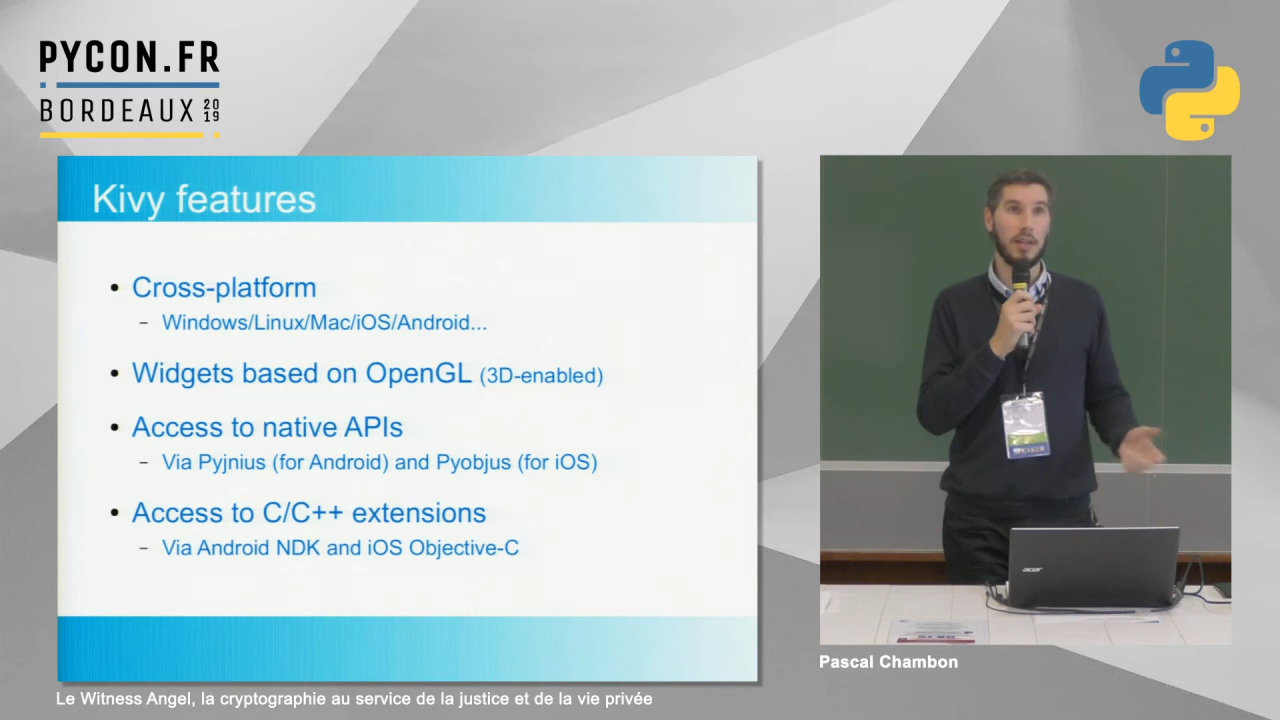 PYCON.FR
BORDEAUX 2019
Kivy features
• Cross-platform
– Windows/Linux/Mac/iOS/Android...
• Widgets based on OpenGL (3D-enabled)
• Access to native APIs
– Via Pyjnius (for Android) and Pyobjus (for iOS)
• Access to C/C++ extensions
– Via Android NDK and iOS Objective-C
acer
Pascal Chambon
Le Witness Angel, la cryptographie au service de la justice et de la vie privée